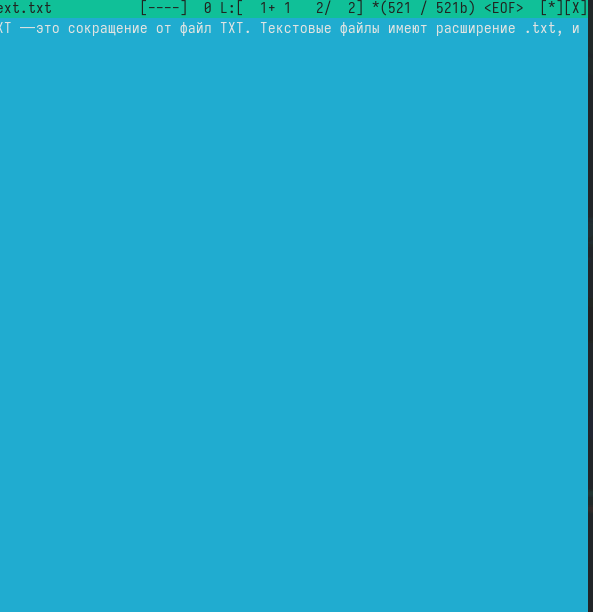 ext.txt [----] 0 L:[ 1+ 1 2/ 2] *(521 / 521b) <EOF> [*][X]
XT —это сокращение от файл TXT. Текстовые файлы имеют расширение .txt, и